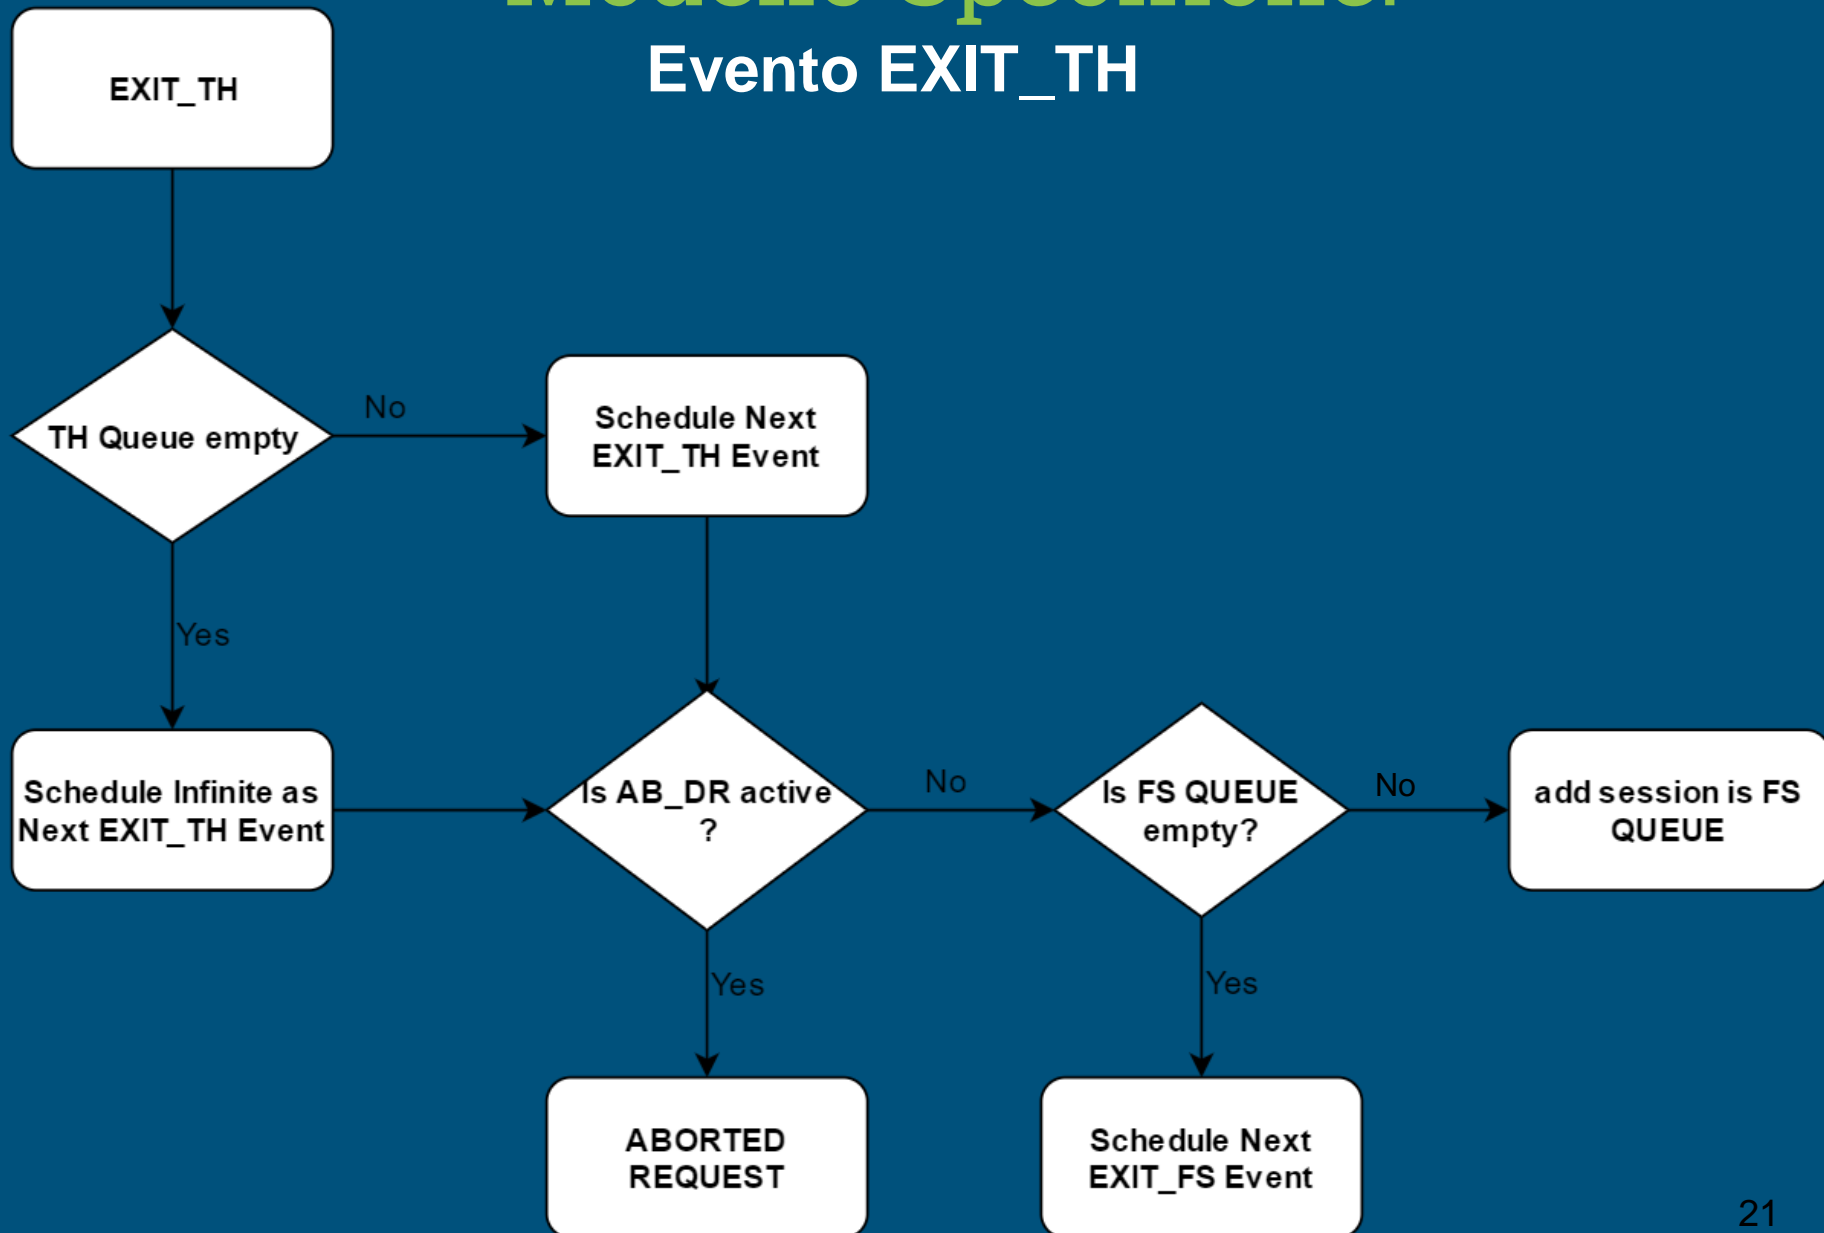 Evento EXIT_TH
EXIT_TH
TH Queue empty
No
Schedule Next
EXIT_TH Event
Yes
Schedule Infinite as
Next EXIT_TH Event
Is AB_DR active
?
No
Is FS QUEUE
empty?
No
add session is FS
QUEUE
Yes
Yes
ABORTED
REQUEST
Schedule Next
EXIT_FS Event
21